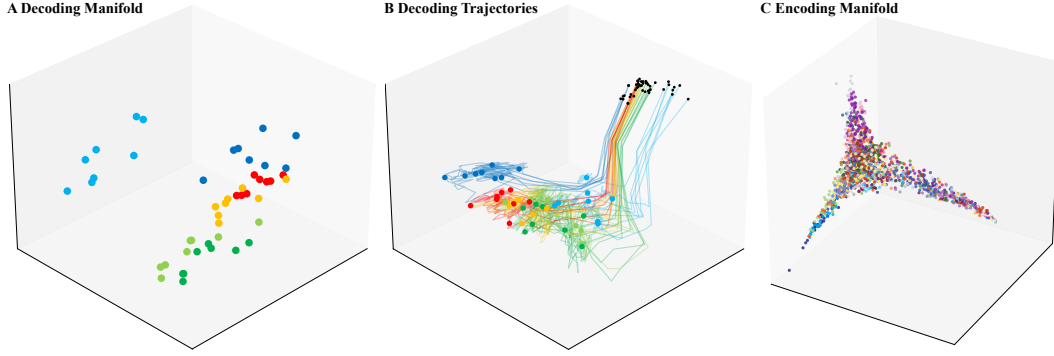 A Decoding Manifold
B Decoding Trajectories
C Encoding Manifold